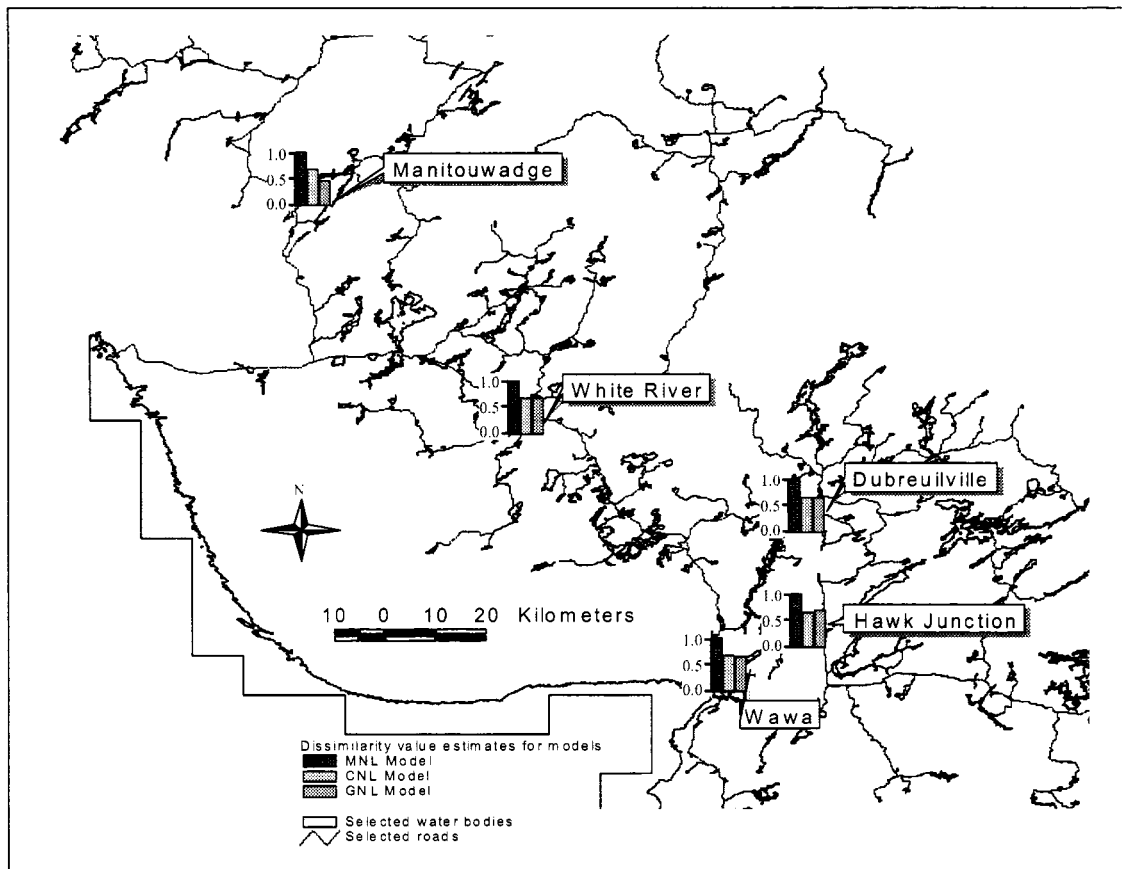 1.0
0.5
0.0
Manitouwadge
1.0
0.5
0.0
White River
1.0
0.5
0.0
Dubreuilville
N
10 0 10 20 Kilometers
1.0
0.5
0.0
Hawk Junction
1.0
0.5
0.0
Wawa
Dissimilarity value estimates for models
MNL Model
CNL Model
GNL Model
Selected water bodies
Selected roads